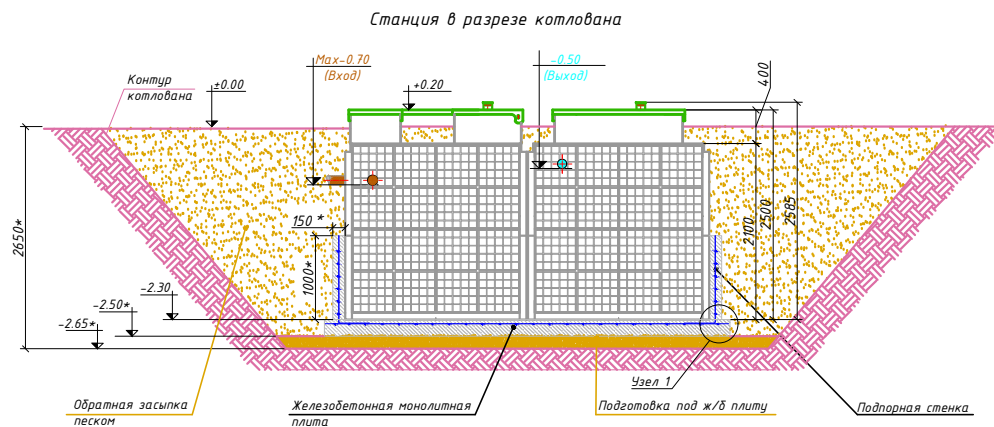 Станция в разрезе котлована
Max-0.70
(Вход)
-0.50
(Выход)
400
Контур
котлована
±0.00
+0.20
2650*
150 *
1000*
2100
2500
2585
-2.30
-2.50*
-2.65*
Узел 1
Обратная засыпка
песком
Железобетонная монолитная
плита
Подготовка под ж/б плиту
Подпорная стенка